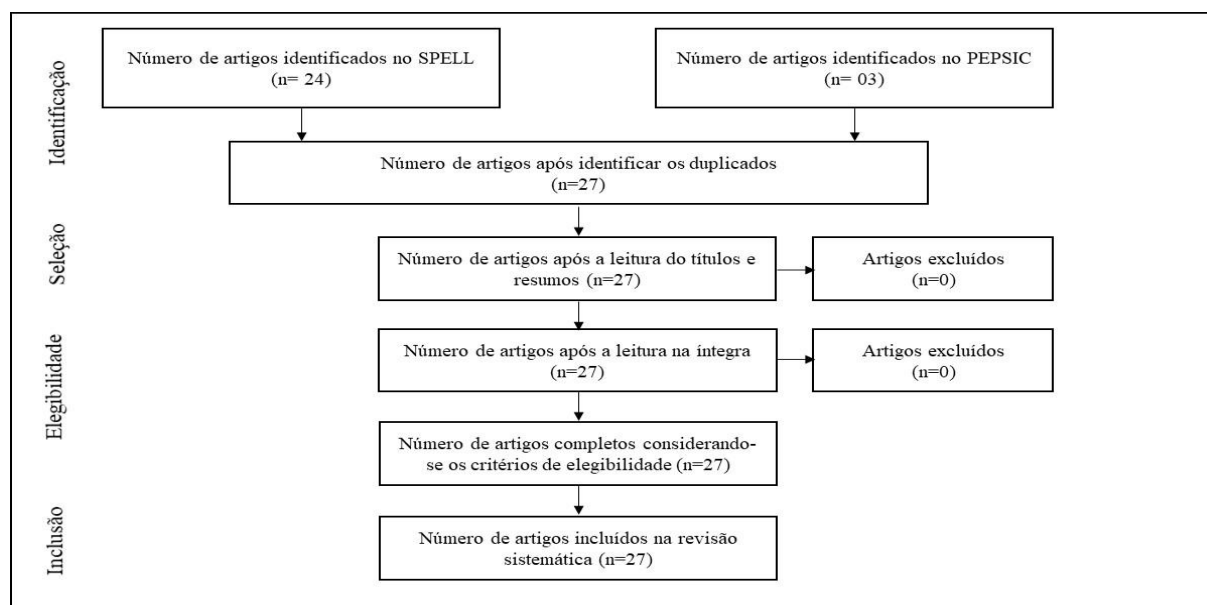 Identificação
Número de artigos identificados no SPELL
(n= 24)
Número de artigos identificados no PEPSIC
(n= 03)
Número de artigos após identificar os duplicados
(n=27)
Seleção
Número de artigos após a leitura do títulos e
resumos (n=27)
Artigos excluídos
(n=0)
Elegibilidade
Número de artigos após a leitura na íntegra
(n=27)
Artigos excluídos
(n=0)
Número de artigos completos considerando-
se os critérios de elegibilidade (n=27)
Inclusão
Número de artigos incluídos na revisão
sistemática (n=27)